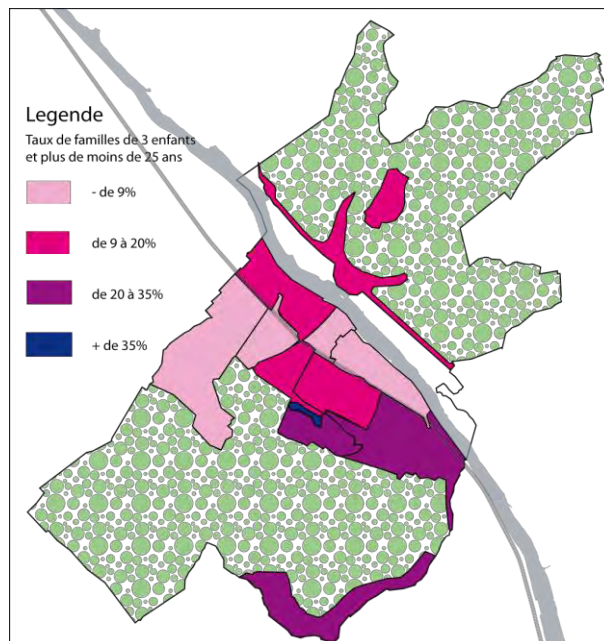 Legende
Taux de familles de 3 enfants
et plus de moins de 25 ans
- de 9%
de 9 à 20%
de 20 à 35%
+ de 35%